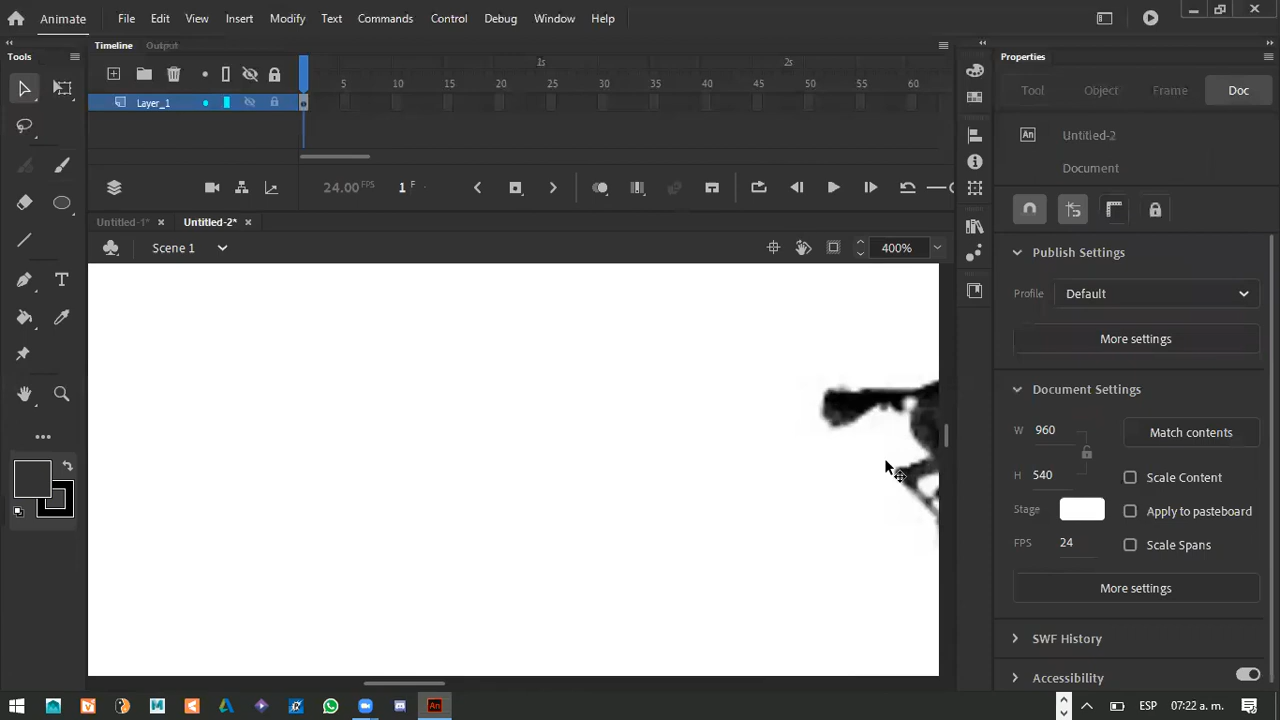 Animate File Edit View Insert Modify Text Commands Control Debug Window Help
Tools
Timeline Output
Properties
1s 2s
5 10 15 20 25 30 35 40 45 50 55 60
Layer_1
Tool Object Frame Doc
An Untitled-2
Document
24.00 FPS 1 F
Untitled-1* × Untitled-2* ×
Scene 1 400%
Publish Settings
Profile Default
More settings
Document Settings
W 960 Match contents
H 540 Scale Content
Stage Apply to pasteboard
FPS 24 Scale Spans
More settings
SWF History
Accessibility
An ESP 07:22 a. m.